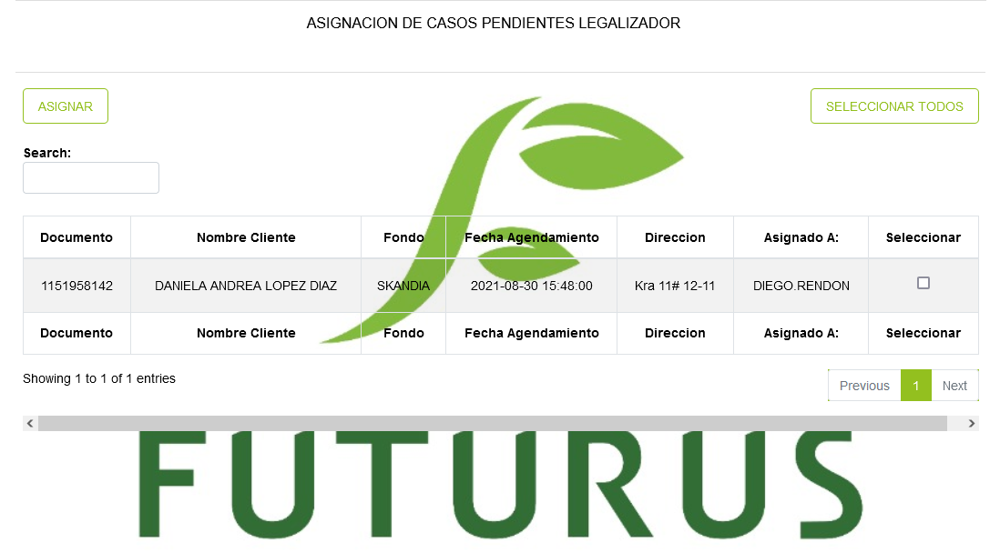 ASIGNACION DE CASOS PENDIENTES LEGALIZADOR
ASIGNAR SELECCIONAR TODOS
Search:
Documento Nombre Cliente Fondo Fecha Agendamiento Direccion Asignado A: Seleccionar
1151958142 DANIELA ANDREA LOPEZ DIAZ SKANDIA 2021-08-30 15:48:00 Kra 11# 12-11 DIEGO.RENDON
Documento Nombre Cliente Fondo Fecha Agendamiento Direccion Asignado A: Seleccionar
Showing 1 to 1 of 1 entries Previous 1 Next
FUTURUS